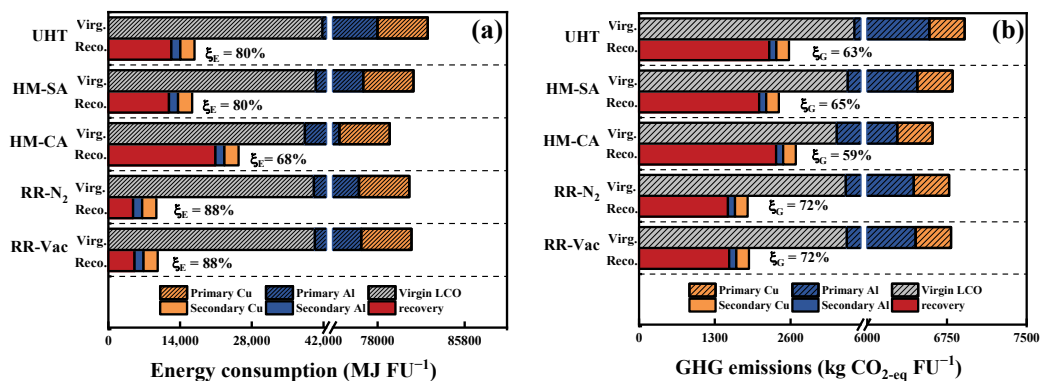 (a)
UHT
Virg.
Reco.
ξE = 80%
HM-SA
Virg.
Reco.
ξE = 80%
HM-CA
Virg.
Reco.
ξE= 68%
RR-N2
Virg.
Reco.
ξE = 88%
RR-Vac
Virg.
Reco.
ξE = 88%
Primary Cu Primary Al Virgin LCO
Secondary Cu Secondary Al recovery
0 14,000 28,000 42,000 78,000 85800
Energy consumption (MJ FU−1)
(b)
UHT
Virg.
Reco.
ξG = 63%
HM-SA
Virg.
Reco.
ξG = 65%
HM-CA
Virg.
Reco.
ξG = 59%
RR-N2
Virg.
Reco.
ξG = 72%
RR-Vac
Virg.
Reco.
ξG = 72%
Primary Cu Primary Al Virgin LCO
Secondary Cu Secondary Al recovery
0 1300 2600 6000 6750 7500
GHG emissions (kg CO2-eq FU−1)